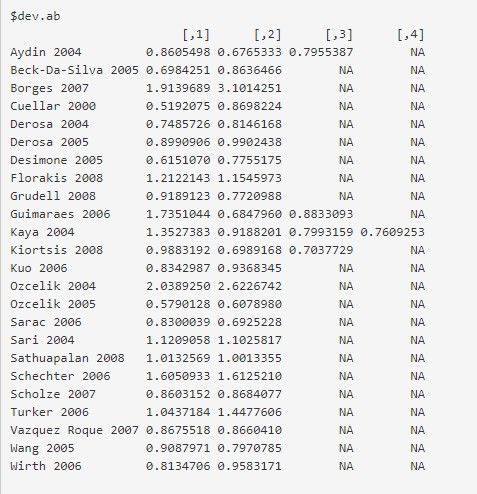 $dev.ab
[,1] [,2] [,3] [,4]
Aydin 2004 0.8605498 0.6765333 0.7955387 NA
Beck-Da-Silva 2005 0.6984251 0.8636466 NA NA
Borges 2007 1.9139689 3.1014251 NA NA
Cuellar 2000 0.5192075 0.8698224 NA NA
Derosa 2004 0.7485726 0.8146168 NA NA
Derosa 2005 0.8990906 0.9902438 NA NA
Desimone 2005 0.6151070 0.7755175 NA NA
Florakis 2008 1.2122143 1.1545973 NA NA
Grudell 2008 0.9189123 0.7720988 NA NA
Guimaraes 2006 1.7351044 0.6847960 0.8833093 NA
Kaya 2004 1.3527383 0.9188201 0.7993159 0.7609253
Kiortsis 2008 0.9883192 0.6989168 0.7037729 NA
Kuo 2006 0.8342987 0.9368345 NA NA
Ozcelik 2004 2.0389250 2.6226742 NA NA
Ozcelik 2005 0.5790128 0.6078980 NA NA
Sarac 2006 0.8300039 0.6925228 NA NA
Sari 2004 1.1209058 1.1025817 NA NA
Sathuapalan 2008 1.0132569 1.0013355 NA NA
Schechter 2006 1.6050933 1.6125210 NA NA
Scholze 2007 0.8603152 0.8684077 NA NA
Turker 2006 1.0437184 1.4477606 NA NA
Vazquez Roque 2007 0.8675518 0.8660410 NA NA
Wang 2005 0.9087971 0.7970785 NA NA
Wirth 2006 0.8134706 0.9583171 NA NA